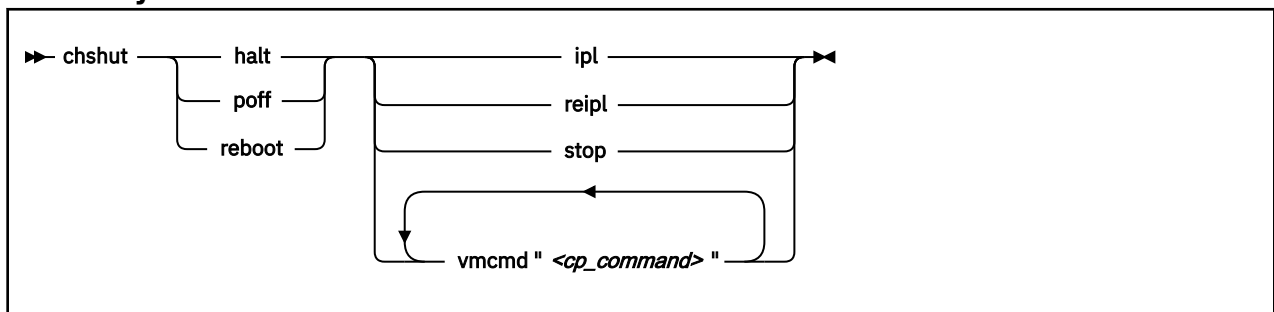 chshut halt ipl
poff reipl
reboot stop
vmcmd " <cp_command> "